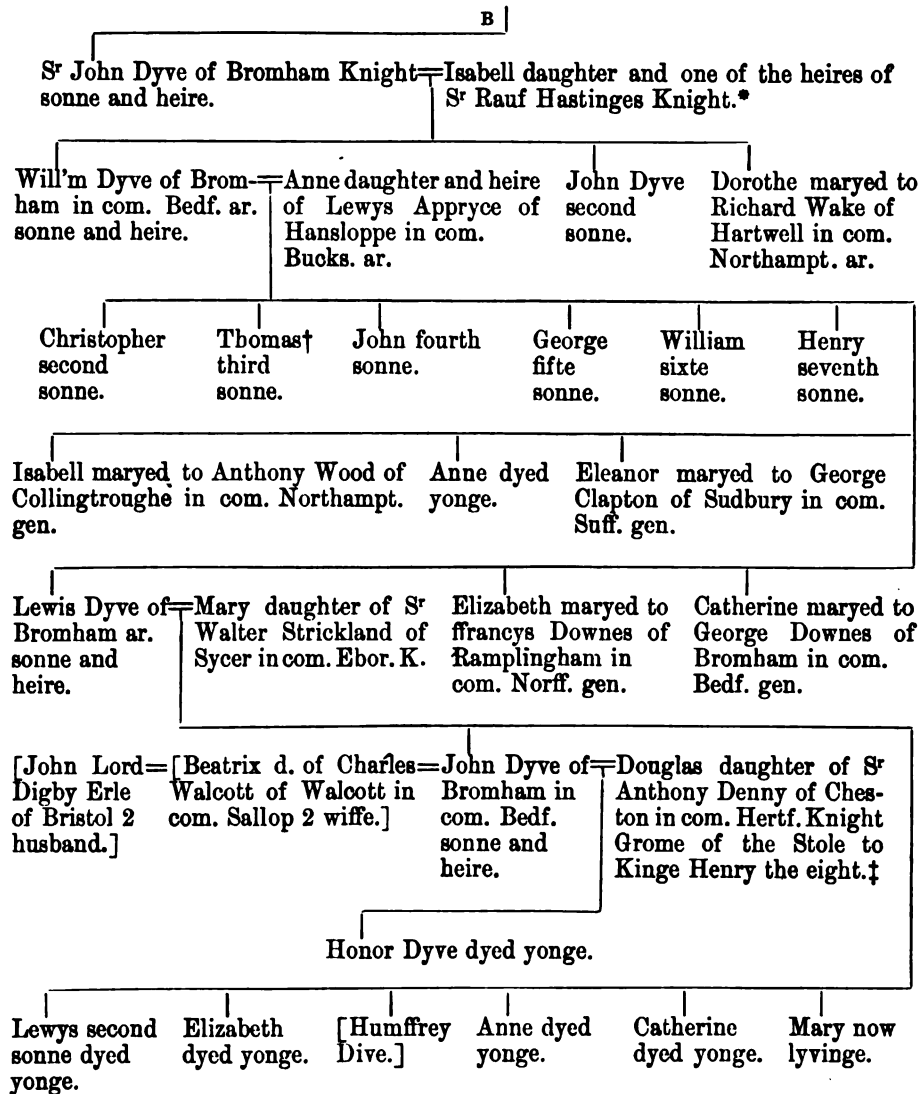 B
Sr John Dyve of Bromham Knight=Isabell daughter and one of the heires of
sonne and heire.
Sr Rauf Hastinges Knight.*
Will'm Dyve of Brom-
ham in com. Bedf. ar.
sonne and heire.
=Anne daughter and heire
of Lewys Appryce of
Hansloppe in com.
Bucks. ar.
John Dyve
second
sonne.
Dorothe maryed to
Richard Wake of
Hartwell in com.
Northampt. ar.
Christopher
second
sonne.
Thomas†
third
sonne.
John fourth
sonne.
George
fifte
sonne.
William
sixte
sonne.
Henry
seventh
sonne.
Isabell maryed to Anthony Wood of
Collingtroughe in com. Northampt.
gen.
Anne dyed
yonge.
Eleanor maryed to George
Clapton of Sudbury in com.
Suff. gen.
Lewis Dyve of
Bromham ar.
sonne and
heire.
=Mary daughter of Sr
Walter Strickland of
Sycer in com. Ebor. K.
Elizabeth maryed to
ffrancys Downes of
Ramplingham in
com. Norff. gen.
Catherine maryed to
George Downes of
Bromham in com.
Bedf. gen.
[John Lord=
Digby Erle
of Bristol 2
husband.]
[Beatrix d. of Charles=
Walcott of Walcott in
com. Sallop 2 wiffe.]
John Dyve of
Bromham in
com. Bedf.
sonne and
heire.
=Douglas daughter of Sr
Anthony Denny of Ches-
ton in com. Hertf. Knight
Grome of the Stole to
Kinge Henry the eight.‡
Honor Dyve dyed yonge.
Lewys second
sonne dyed
yonge.
Elizabeth
dyed yonge.
[Humffrey
Dive.]
Anne dyed
yonge.
Catherine
dyed yonge.
Mary now
lyvinge.